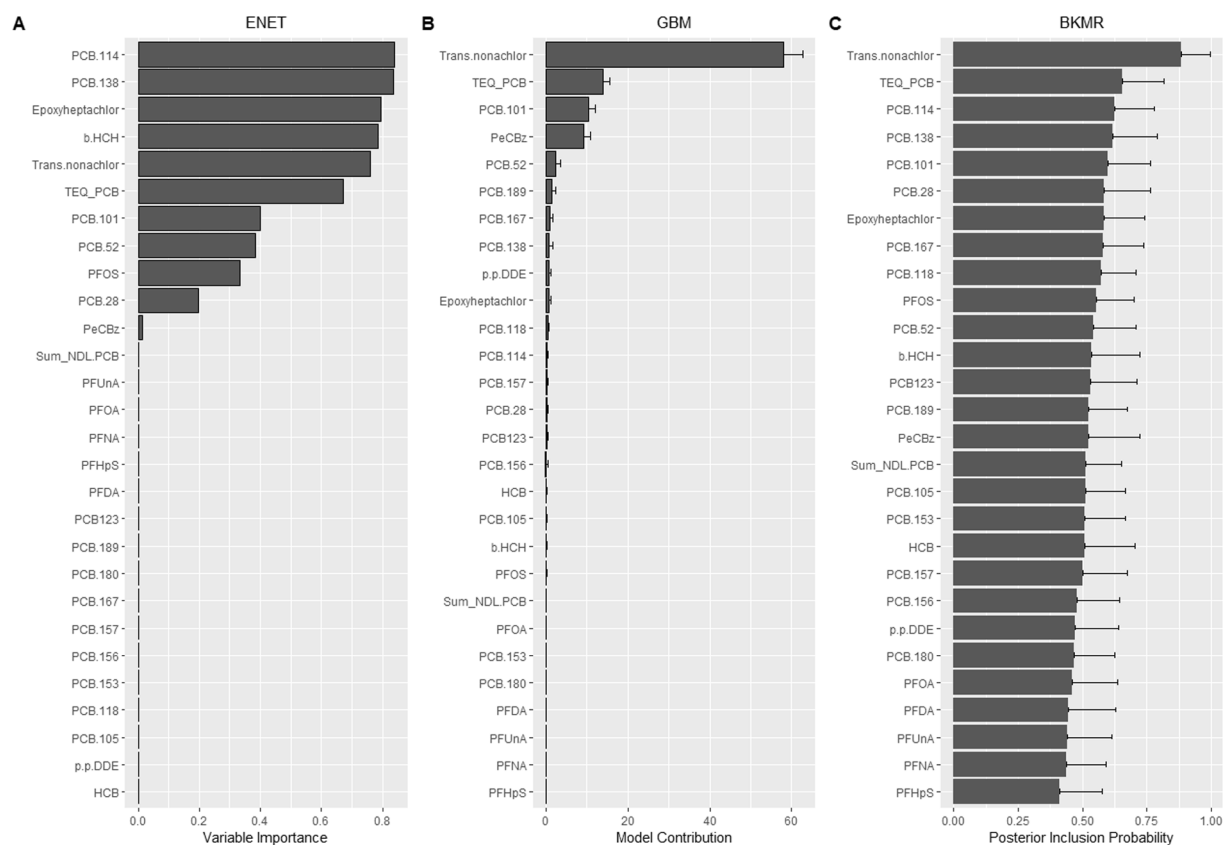 A
ENET
PCB.114
PCB.138
Epoxyheptachlor
b.HCH
Trans.nonachlor
TEQ_PCB
PCB.101
PCB.52
PFOS
PCB.28
PeCBz
Sum_NDL.PCB
PFUnA
PFOA
PFNA
PFHpS
PFDA
PCB123
PCB.189
PCB.180
PCB.167
PCB.157
PCB.156
PCB.153
PCB.118
PCB.105
p.p.DDE
HCB
0.0 0.2 0.4 0.6 0.8
Variable Importance
B
GBM
Trans.nonachlor
TEQ_PCB
PCB.101
PeCBz
PCB.52
PCB.189
PCB.167
PCB.138
p.p.DDE
Epoxyheptachlor
PCB.118
PCB.114
PCB.157
PCB.28
PCB123
PCB.156
HCB
PCB.105
b.HCH
PFOS
Sum_NDL.PCB
PFOA
PCB.153
PCB.180
PFDA
PFUnA
PFNA
PFHpS
0 20 40 60
Model Contribution
C
BKMR
Trans.nonachlor
TEQ_PCB
PCB.114
PCB.138
PCB.101
PCB.28
Epoxyheptachlor
PCB.167
PCB.118
PFOS
PCB.52
b.HCH
PCB123
PCB.189
PeCBz
Sum_NDL.PCB
PCB.105
PCB.153
HCB
PCB.157
PCB.156
p.p.DDE
PCB.180
PFOA
PFDA
PFUnA
PFNA
PFHpS
0.00 0.25 0.50 0.75 1.00
Posterior Inclusion Probability